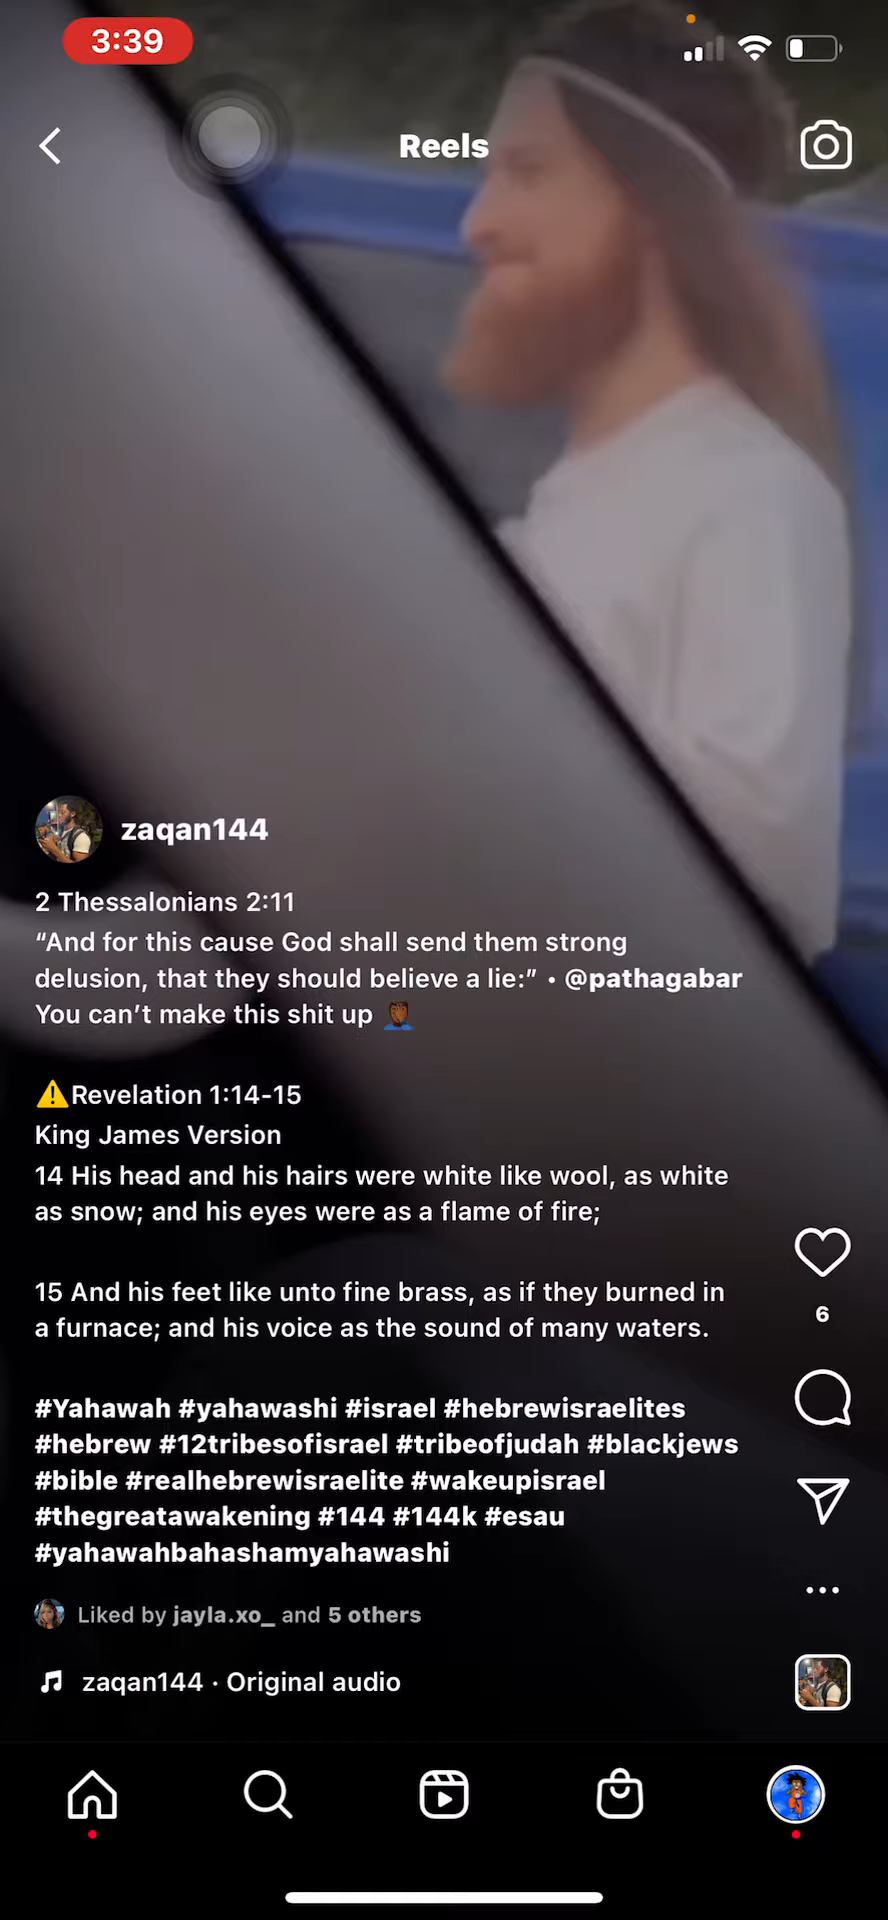 3:39
Reels
zaqan144
2 Thessalonians 2:11
“And for this cause God shall send them strong
delusion, that they should believe a lie:” • @pathagabar
You can’t make this shit up 🤦🏾‍♂️
⚠️Revelation 1:14-15
King James Version
14 His head and his hairs were white like wool, as white
as snow; and his eyes were as a flame of fire;
15 And his feet like unto fine brass, as if they burned in
a furnace; and his voice as the sound of many waters.
6
#Yahawah #yahawashi #israel #hebrewisraelites
#hebrew #12tribesofisrael #tribeofjudah #blackjews
#bible #realhebrewisraelite #wakeupisrael
#thegreatawakening #144 #144k #esau
#yahawahbahashamyahawashi
Liked by jayla.xo_ and 5 others
zaqan144 · Original audio